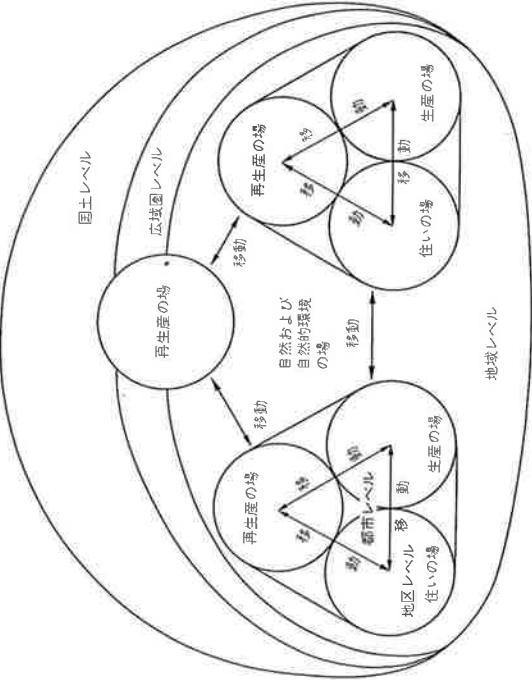 国土レベル
広域圏レベル
再生産の場
移動
移動
再生産の場
移動
移動
移動
都市レベル
地区レベル
住いの場
生産の場
自然および
自然的環境
の場
移動
再生産の場
移動
移動
移動
住いの場
生産の場
地域レベル